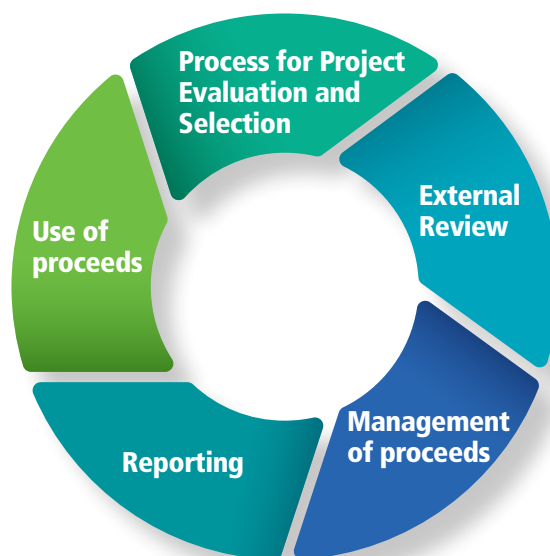 Process for Project
Evaluation and
Selection
External
Review
Use of
proceeds
Management
of proceeds
Reporting